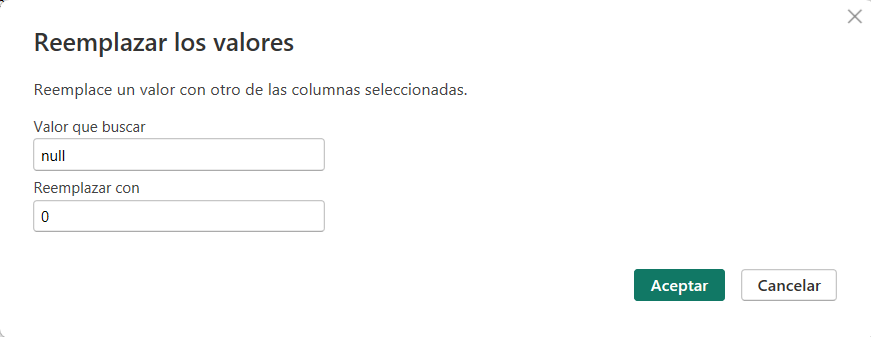 Reemplazar los valores
Reemplace un valor con otro de las columnas seleccionadas.
Valor que buscar
null
Reemplazar con
0
Aceptar Cancelar